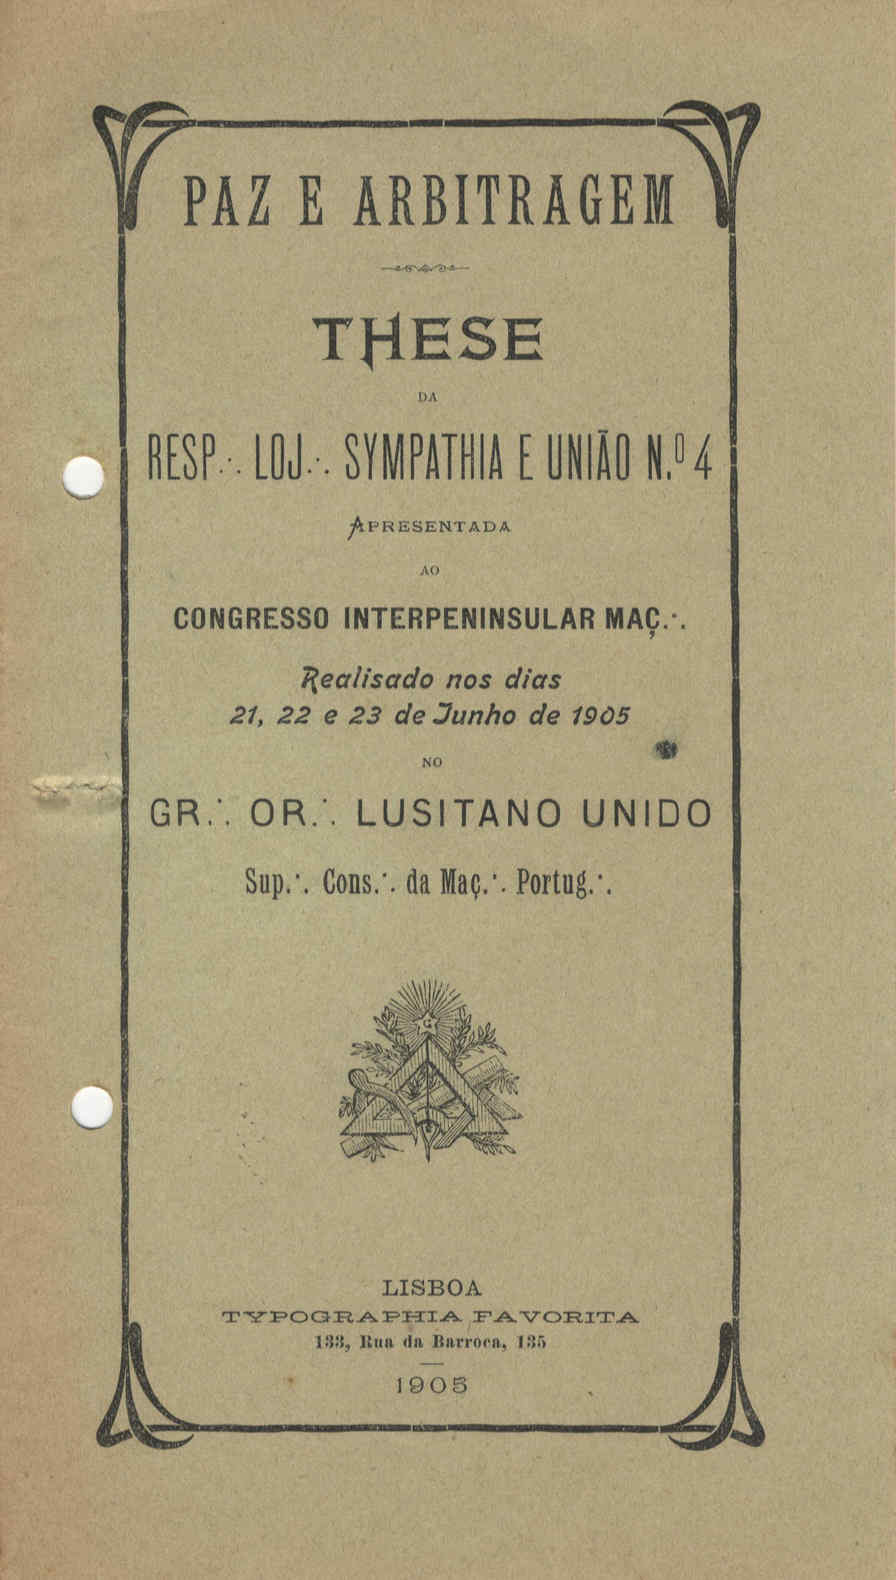 PAZ E ARBITRAGEM
THESE
DA
RESP.∴ LOJ.∴ SYMPATHIA E UNIÃO N.º 4
APRESENTADA
AO
CONGRESSO INTERPENINSULAR MAÇ.∴
Realisado nos dias
21, 22 e 23 de Junho de 1905
NO
GR.∴ OR.∴ LUSITANO UNIDO
Sup.∴ Cons.∴ da Maç.∴ Portug.∴
G
LISBOA
TYPOGRAPHIA FAVORITA
133, Rua da Barroca, 135
1905